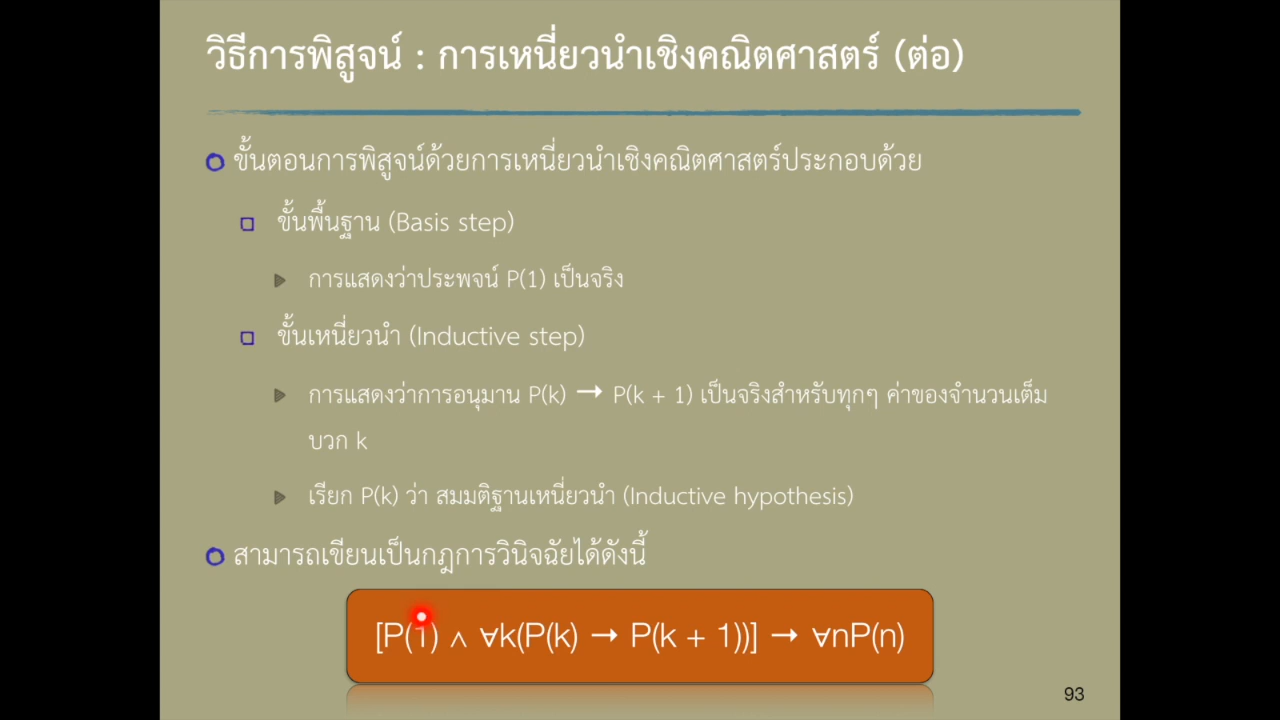 วิธีการพิสูจน์ : การเหนี่ยวนำเชิงคณิตศาสตร์ (ต่อ)
ขั้นตอนการพิสูจน์ด้วยการเหนี่ยวนำเชิงคณิตศาสตร์ประกอบด้วย
ขั้นพื้นฐาน (Basis step)
การแสดงว่าประพจน์ P(1) เป็นจริง
ขั้นเหนี่ยวนำ (Inductive step)
การแสดงว่าการอนุมาน P(k) → P(k + 1) เป็นจริงสำหรับทุกๆ ค่าของจำนวนเต็ม
บวก k
เรียก P(k) ว่า สมมติฐานเหนี่ยวนำ (Inductive hypothesis)
สามารถเขียนเป็นกฎการวินิจฉัยได้ดังนี้
[P(1) ∧ ∀k(P(k) → P(k + 1))] → ∀nP(n)
93